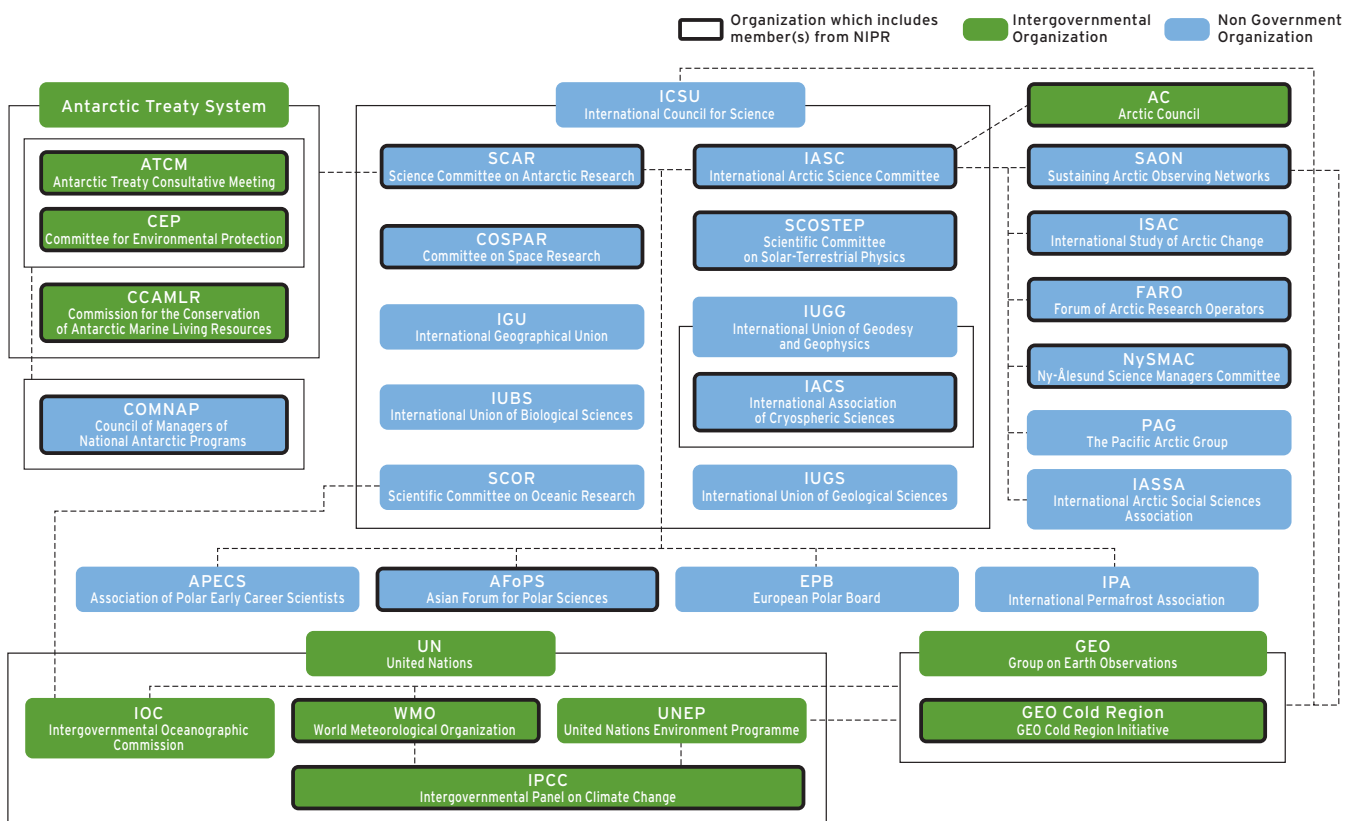 Organization which includes
member(s) from NIPR
Intergovernmental
Organization
Non Government
Organization
Antarctic Treaty System
ATCM
Antarctic Treaty Consultative Meeting
CEP
Committee for Environmental Protection
CCAMLR
Commission for the Conservation
of Antarctic Marine Living Resources
COMNAP
Council of Managers of
National Antarctic Programs
ICSU
International Council for Science
SCAR
Science Committee on Antarctic Research
IASC
International Arctic Science Committee
COSPAR
Committee on Space Research
SCOSTEP
Scientific Committee
on Solar-Terrestrial Physics
IGU
International Geographical Union
IUGG
International Union of Geodesy
and Geophysics
IUBS
International Union of Biological Sciences
IACS
International Association
of Cryospheric Sciences
SCOR
Scientific Committee on Oceanic Research
IUGS
International Union of Geological Sciences
AC
Arctic Council
SAON
Sustaining Arctic Observing Networks
ISAC
International Study of Arctic Change
FARO
Forum of Arctic Research Operators
NySMAC
Ny-Ålesund Science Managers Committee
PAG
The Pacific Arctic Group
IASSA
International Arctic Social Sciences
Association
APECS
Association of Polar Early Career Scientists
AFoPS
Asian Forum for Polar Sciences
EPB
European Polar Board
IPA
International Permafrost Association
UN
United Nations
IOC
Intergovernmental Oceanographic
Commission
WMO
World Meteorological Organization
UNEP
United Nations Environment Programme
IPCC
Intergovernmental Panel on Climate Change
GEO
Group on Earth Observations
GEO Cold Region
GEO Cold Region Initiative